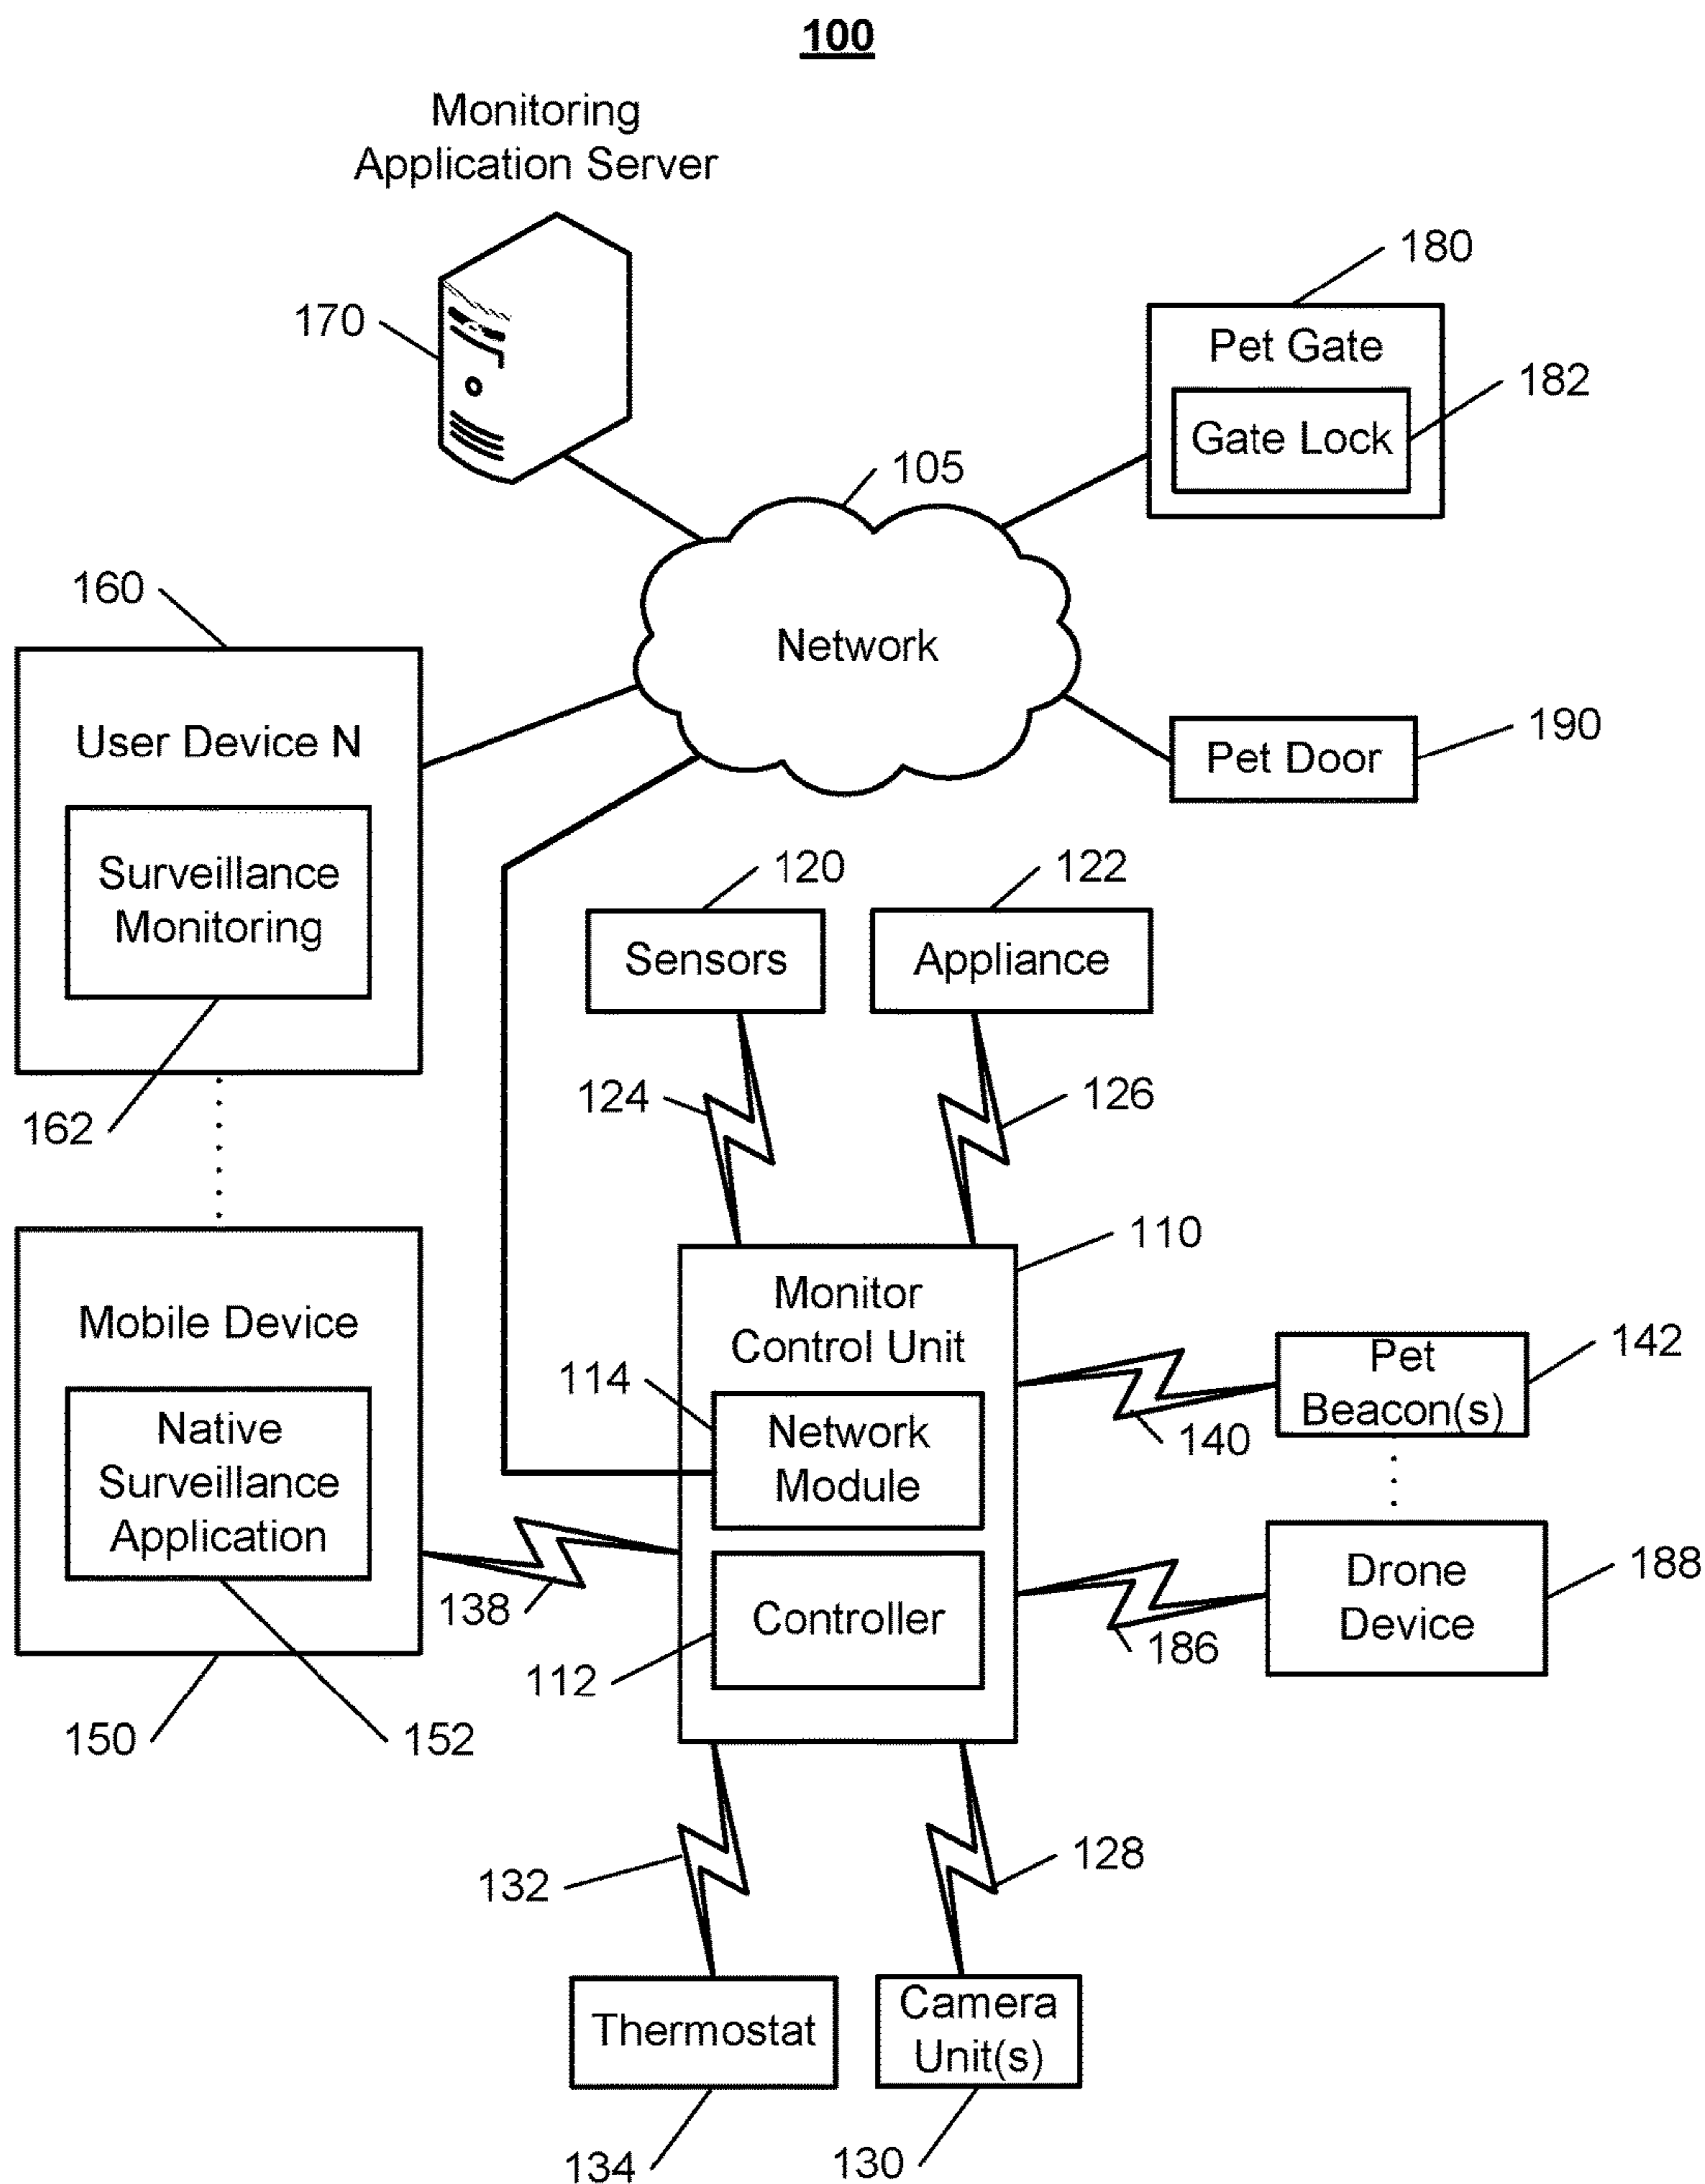 100
Monitoring
Application Server
170
180
Pet Gate
182
Gate Lock
105
Network
160
User Device N
Surveillance
Monitoring
162
190
Pet Door
120
122
Sensors
Appliance
124
126
110
Monitor
Control Unit
114
Network
Module
Controller
112
Mobile Device
Native
Surveillance
Application
138
150
152
142
Pet
Beacon(s)
140
Drone
Device
188
186
132
128
Thermostat
Camera
Unit(s)
134
130